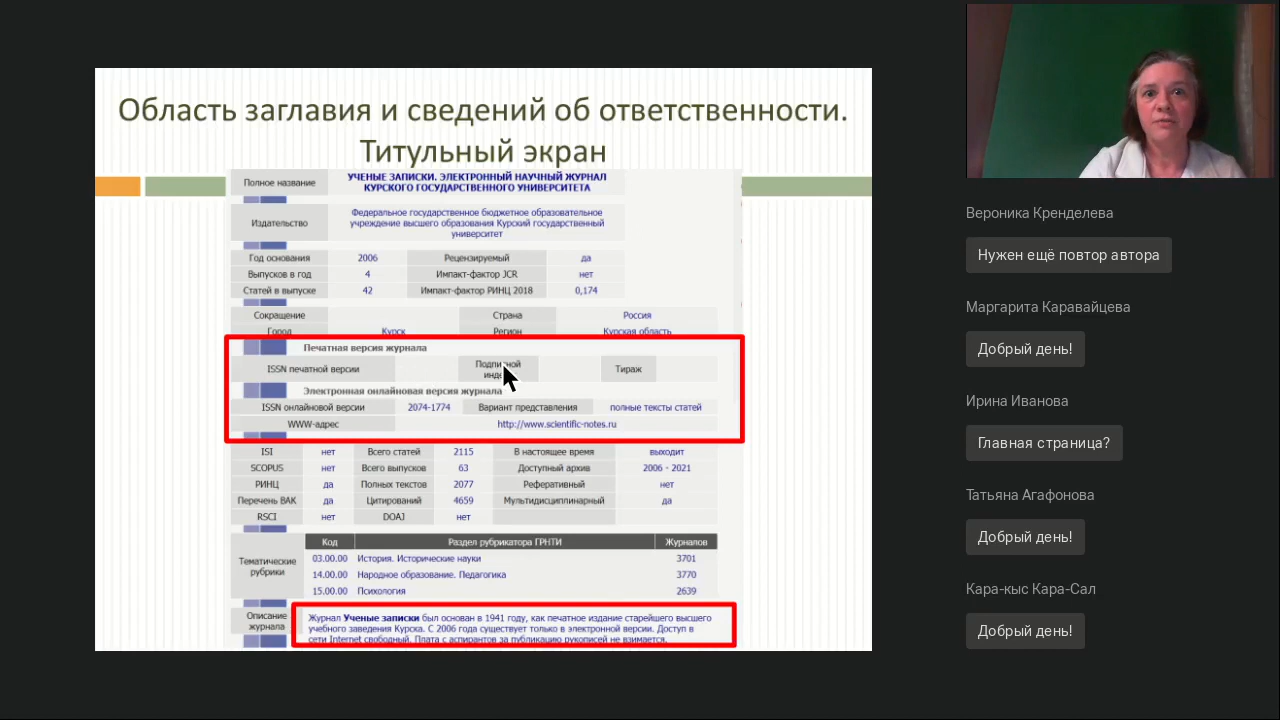 Область заглавия и сведений об ответственности.
Титульный экран
Полное название
УЧЕНЫЕ ЗАПИСКИ. ЭЛЕКТРОННЫЙ НАУЧНЫЙ ЖУРНАЛ
КУРСКОГО ГОСУДАРСТВЕННОГО УНИВЕРСИТЕТА
Издательство
Федеральное государственное бюджетное образовательное
учреждение высшего образования Курский государственный
университет
Год основания 2006 Рецензируемый да
Выпусков в год 4 Импакт-фактор JCR нет
Статей в выпуске 42 Импакт-фактор РИНЦ 2018 0,174
Сокращение Страна Россия
Город Курск Регион Курская область
Печатная версия журнала
ISSN печатной версии Подписной Тираж
Электронная онлайновая версия журнала
ISSN онлайновой версии 2074-1774 Вариант представления полные тексты статей
WWW-адрес http://www.scientific-notes.ru
ISI нет Всего статей 2115 В настоящее время выходит
SCOPUS нет Всего выпусков 63 Доступный архив 2006 - 2021
РИНЦ да Полных текстов 2077 Реферативный нет
Перечень ВАК да Цитирований 4659 Мультидисциплинарный да
RSCI нет DOAJ нет
Тематические
рубрики
Код Раздел рубрикатора ГРНТИ Журналов
03.00.00 История. Исторические науки 3701
14.00.00 Народное образование. Педагогика 3770
15.00.00 Психология 2639
Описание
журнала
Журнал Ученые записки был основан в 1941 году, как печатное издание старейшего высшего
учебного заведения Курска. С 2006 года существует только в электронной версии. Доступ в
сети Internet свободный. Плата с аспирантов за публикацию рукописей не взимается.
Вероника Кренделева
Нужен ещё повтор автора
Маргарита Каравайцева
Добрый день!
Ирина Иванова
Главная страница?
Татьяна Агафонова
Добрый день!
Кара-кыс Кара-Сал
Добрый день!